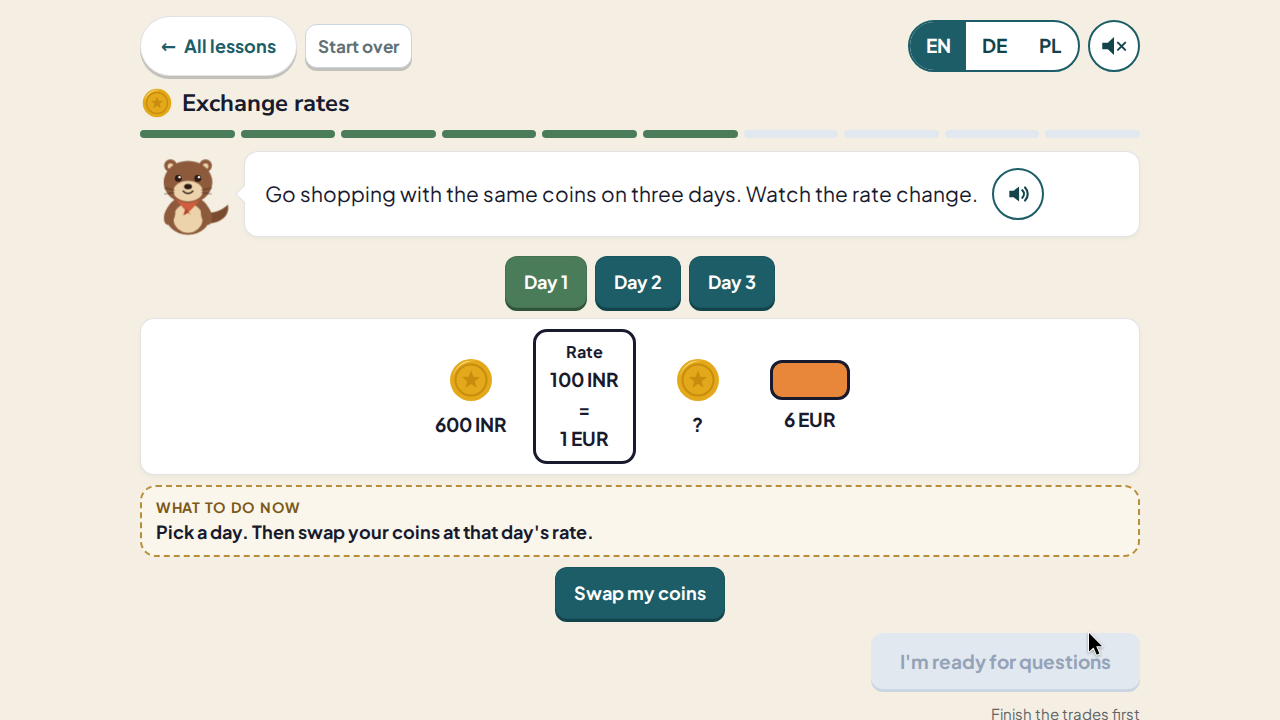 ← All lessons
Start over
EN
DE
PL
Exchange rates
Go shopping with the same coins on three days. Watch the rate change.
Day 1
Day 2
Day 3
600 INR
Rate
100 INR
=
1 EUR
?
6 EUR
WHAT TO DO NOW
Pick a day. Then swap your coins at that day's rate.
Swap my coins
I'm ready for questions
Finish the trades first